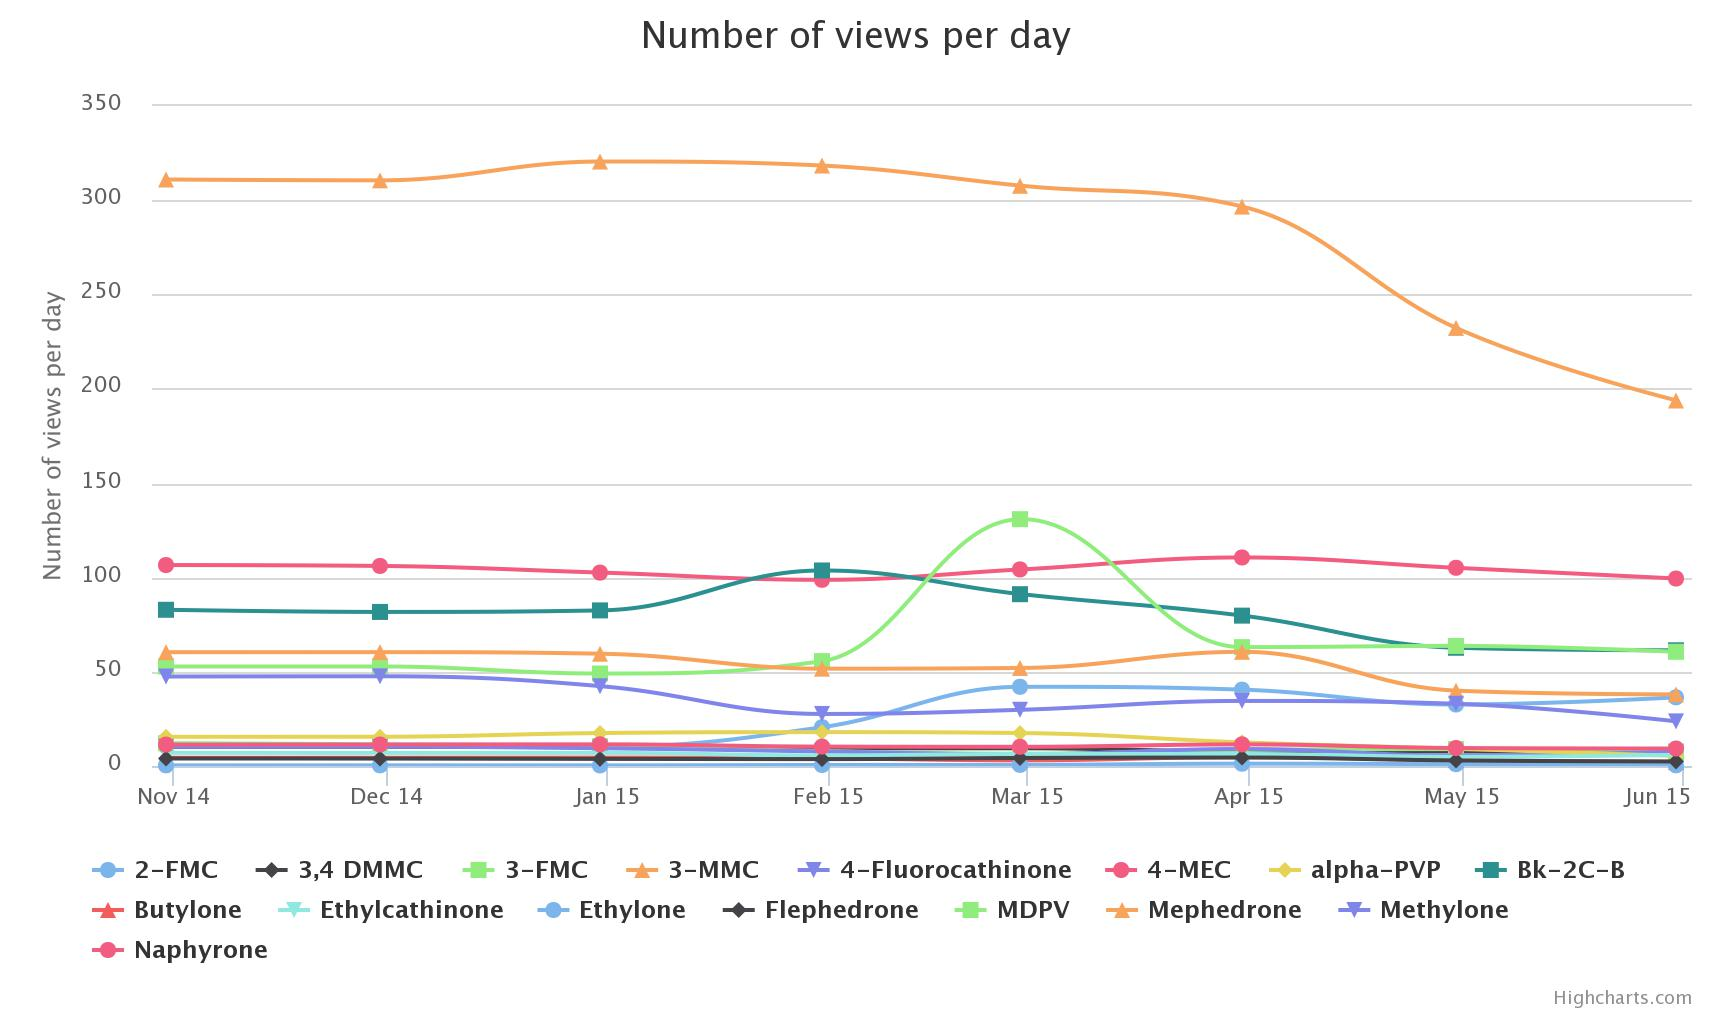 Number of views per day
350
300
250
200
150
100
50
0
Number of views per day
Nov 14 Dec 14 Jan 15 Feb 15 Mar 15 Apr 15 May 15 Jun 15
2-FMC 3,4 DMMC 3-FMC 3-MMC 4-Fluorocathinone 4-MEC alpha-PVP Bk-2C-B
Butylone Ethylcathinone Ethylone Flephedrone MDPV Mephedrone Methylone
Naphyrone
Highcharts.com